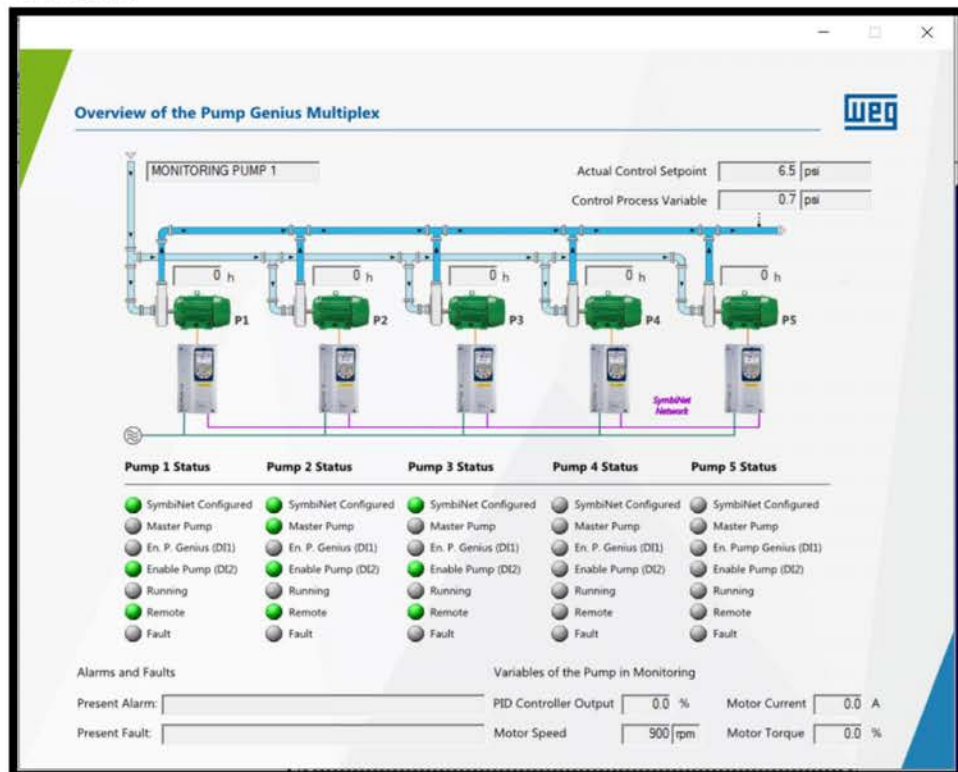 Overview of the Pump Genius Multiplex
WEG
MONITORING PUMP 1
Actual Control Setpoint 6.5 psi
Control Process Variable 0.7 psi
0 h 0 h 0 h 0 h 0 h
P1 P2 P3 P4 P5
SymbiNet
Network
Pump 1 Status Pump 2 Status Pump 3 Status Pump 4 Status Pump 5 Status
SymbiNet Configured SymbiNet Configured SymbiNet Configured SymbiNet Configured SymbiNet Configured
Master Pump Master Pump Master Pump Master Pump Master Pump
En. P. Genius (DI1) En. P. Genius (DI1) En. P. Genius (DI1) En. P. Genius (DI1) En. Pump Genius (DI1)
Enable Pump (DI2) Enable Pump (DI2) Enable Pump (DI2) Enable Pump (DI2) Enable Pump (DI2)
Running Running Running Running Running
Remote Remote Remote Remote Remote
Fault Fault Fault Fault Fault
Alarms and Faults Variables of the Pump in Monitoring
Present Alarm: PID Controller Output 0.0 % Motor Current 0.0 A
Present Fault: Motor Speed 900 rpm Motor Torque 0.0 %